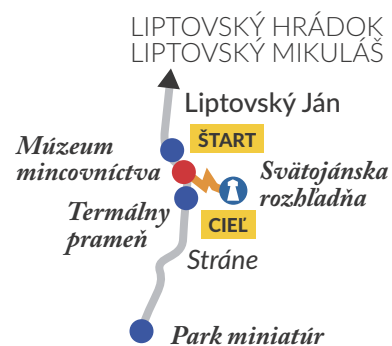 LIPTOVSKÝ HRÁDOK
LIPTOVSKÝ MIKULÁŠ
Liptovský Ján
ŠTART
Múzeum
mincovníctva
Svätojánska
rozhľadňa
Termálny
prameň
CIEĽ
Stráne
Park miniatúr